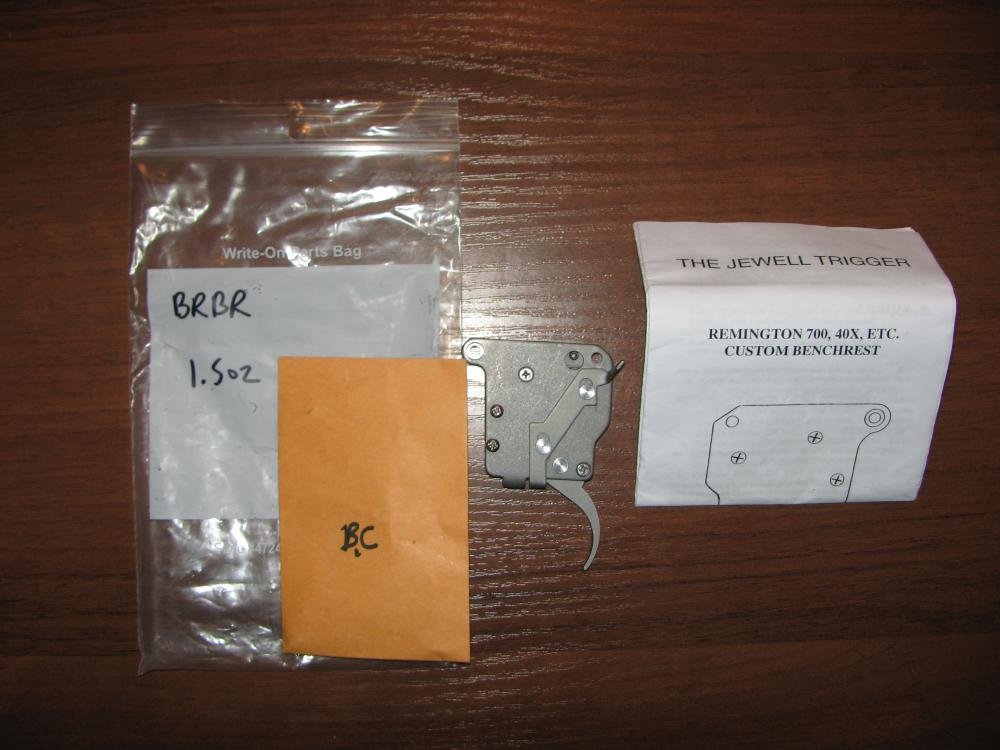 Write-On Parts Bag
BRBR
1.5oz
BC
THE JEWELL TRIGGER
REMINGTON 700, 40X, ETC.
CUSTOM BENCHREST